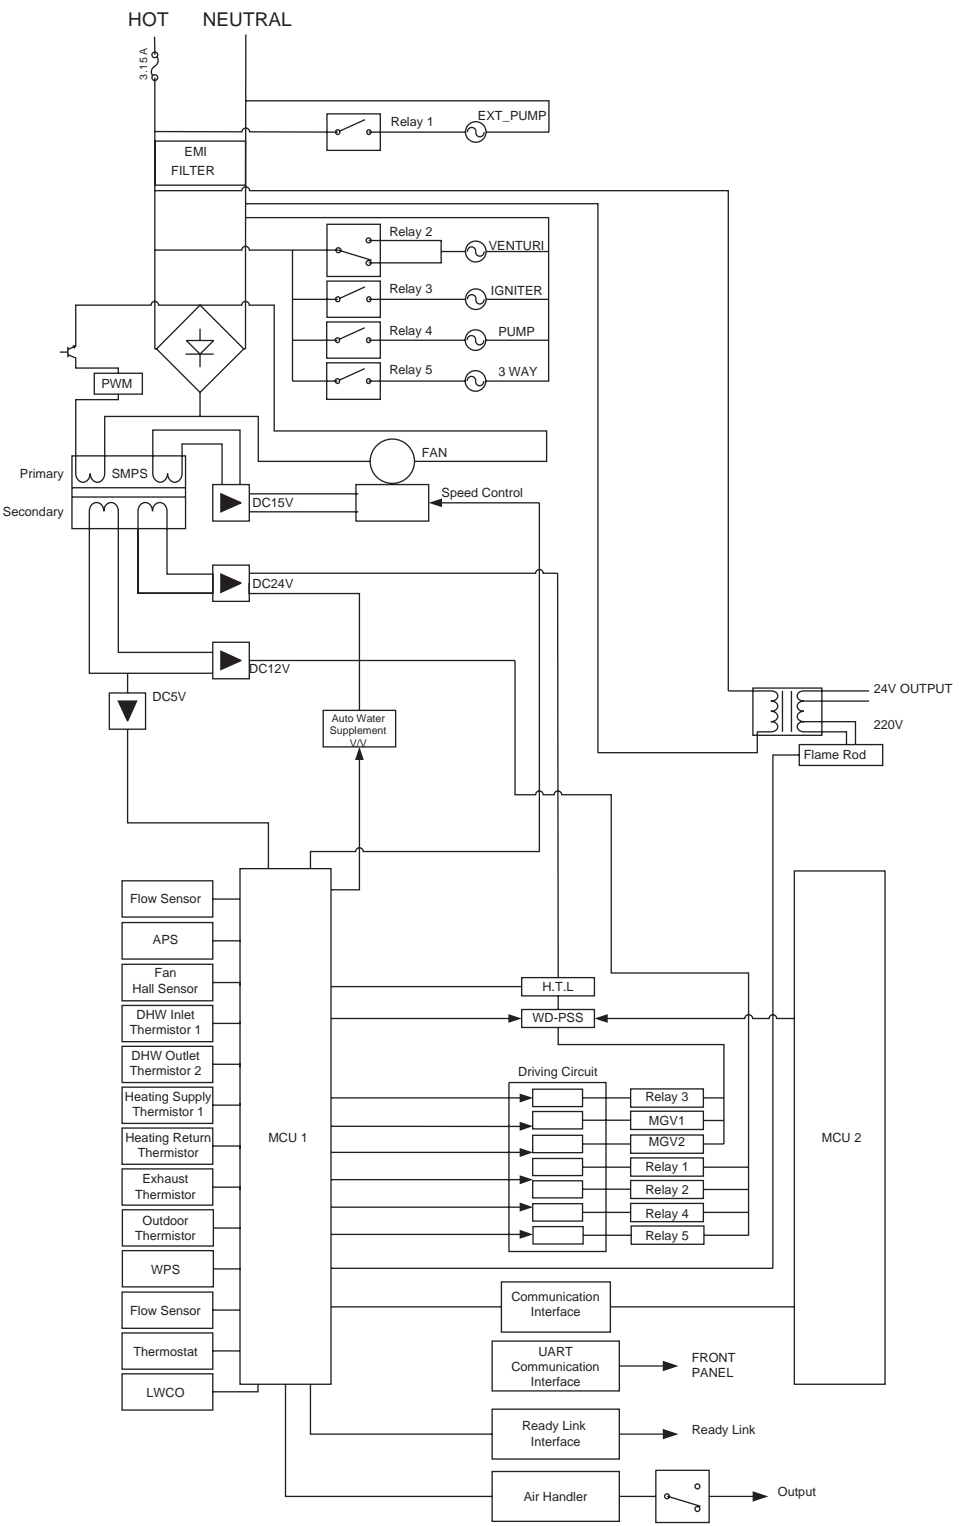 HOT NEUTRAL
3.15A
Relay 1
EXT_PUMP
EMI
FILTER
Relay 2
VENTURI
Relay 3
IGNITER
Relay 4
PUMP
Relay 5
3 WAY
PWM
FAN
Primary
SMPS
Speed Control
DC15V
Secondary
DC24V
DC12V
DC5V
24V OUTPUT
220V
Flame Rod
Auto Water
Supplement
V/V
Flow Sensor
APS
Fan
Hall Sensor
DHW Inlet
Thermistor 1
DHW Outlet
Thermistor 2
Heating Supply
Thermistor 1
Heating Return
Thermistor
Exhaust
Thermistor
Outdoor
Thermistor
WPS
Flow Sensor
Thermostat
LWCO
MCU 1
H.T.L
WD-PSS
Driving Circuit
Relay 3
MGV1
MGV2
Relay 1
Relay 2
Relay 4
Relay 5
MCU 2
Communication
Interface
UART
Communication
Interface
FRONT
PANEL
Ready Link
Interface
Ready Link
Air Handler
Output